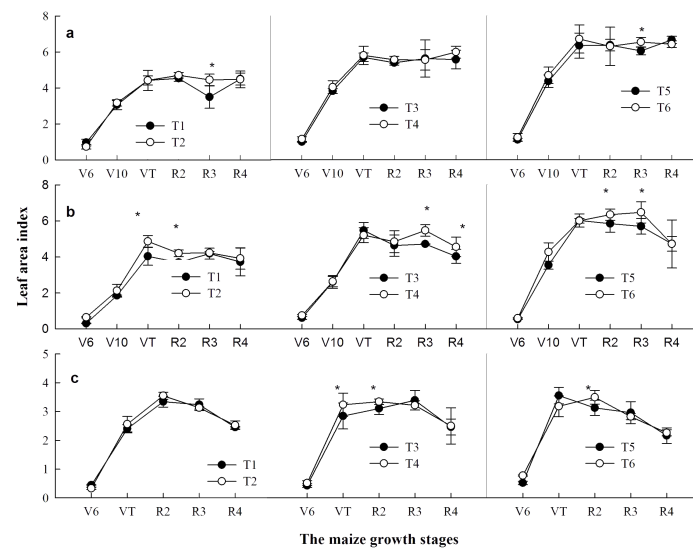 8
6
4
2
0
a
*
T1
T2
V6 V10 VT R2 R3 R4
T3
T4
V6 V10 VT R2 R3 R4
*
T5
T6
V6 V10 VT R2 R3 R4
Leaf area index
8
6
4
2
0
b
* *
T1
T2
V6 V10 VT R2 R3 R4
* *
T3
T4
V6 V10 VT R2 R3 R4
* *
T5
T6
V6 V10 VT R2 R3 R4
5
4
3
2
1
0
c
T1
T2
V6 VT R2 R3 R4
* *
T3
T4
V6 VT R2 R3 R4
*
T5
T6
V6 VT R2 R3 R4
The maize growth stages